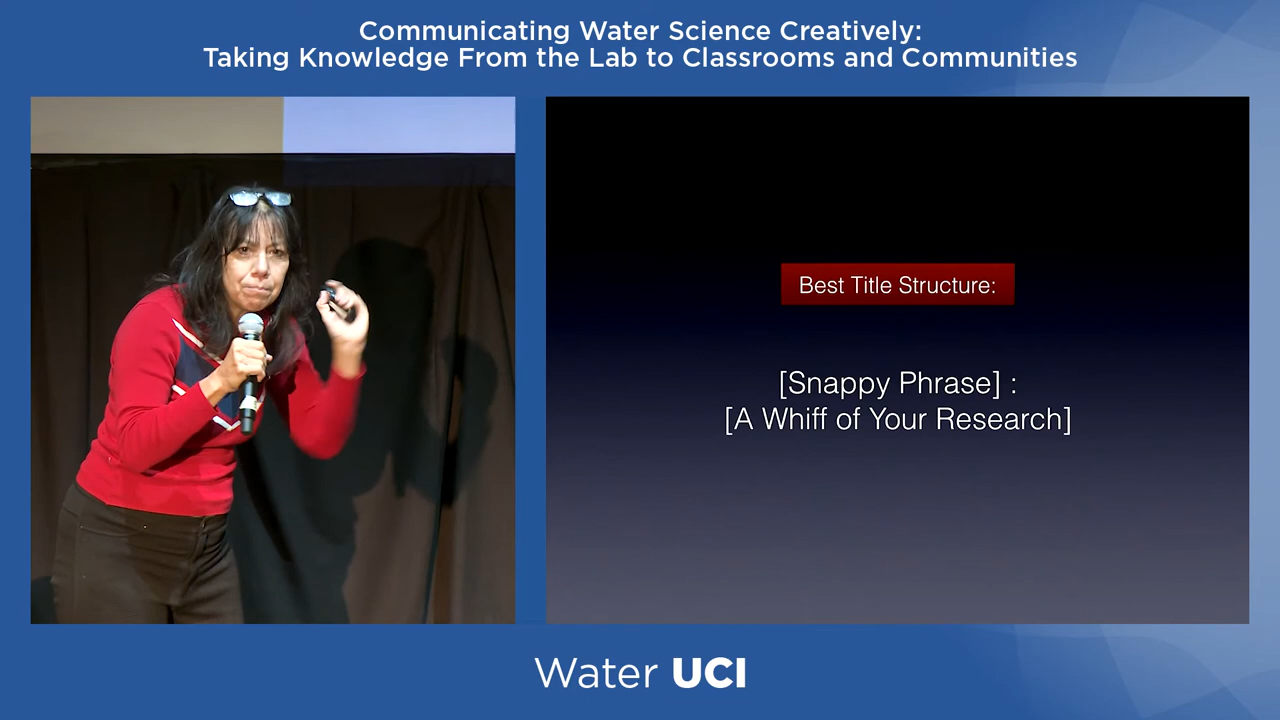 Communicating Water Science Creatively:
Taking Knowledge From the Lab to Classrooms and Communities
Best Title Structure:
[Snappy Phrase] :
[A Whiff of Your Research]
Water UCI